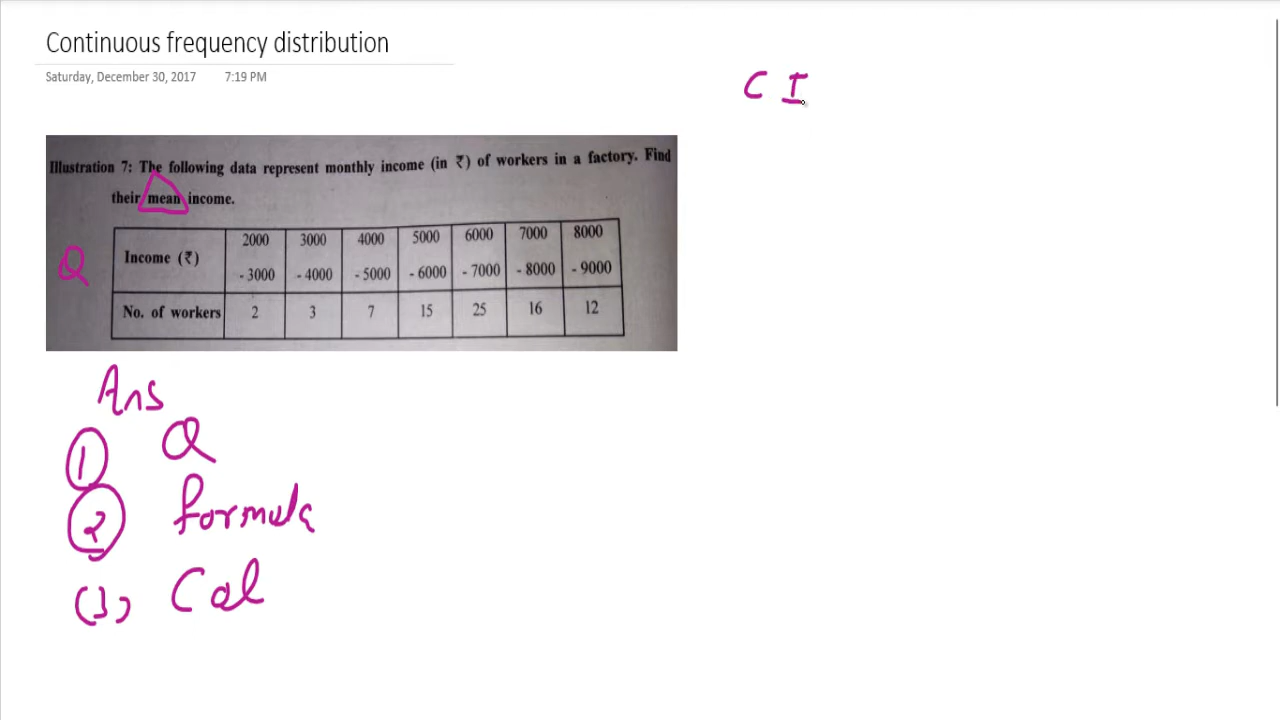 Continuous frequency distribution
Saturday, December 30, 2017 7:19 PM
C I
Illustration 7: The following data represent monthly income (in ₹) of workers in a factory. Find
their mean income.
Q
Income (₹) 2000 - 3000 3000 - 4000 4000 - 5000 5000 - 6000 6000 - 7000 7000 - 8000 8000 - 9000
No. of workers 2 3 7 15 25 16 12
Ans
1 Q
2 formula
(3) Cal